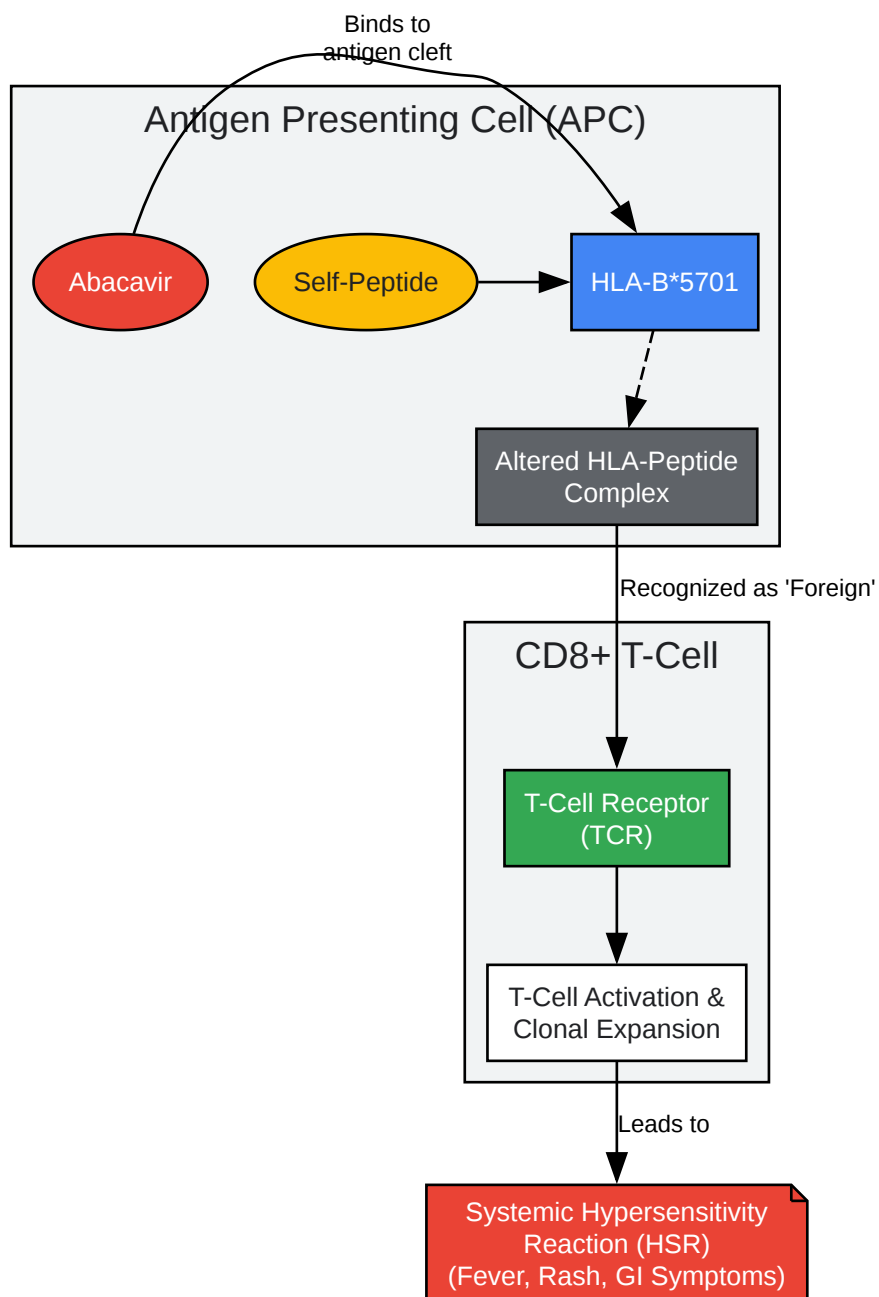 Binds to
antigen cleft
Antigen Presenting Cell (APC)
Abacavir
Self-Peptide
HLA-B*5701
Altered HLA-Peptide
Complex
Recognized as 'Foreign'
CD8+ T-Cell
T-Cell Receptor
(TCR)
T-Cell Activation &
Clonal Expansion
Leads to
Systemic Hypersensitivity
Reaction (HSR)
(Fever, Rash, GI Symptoms)